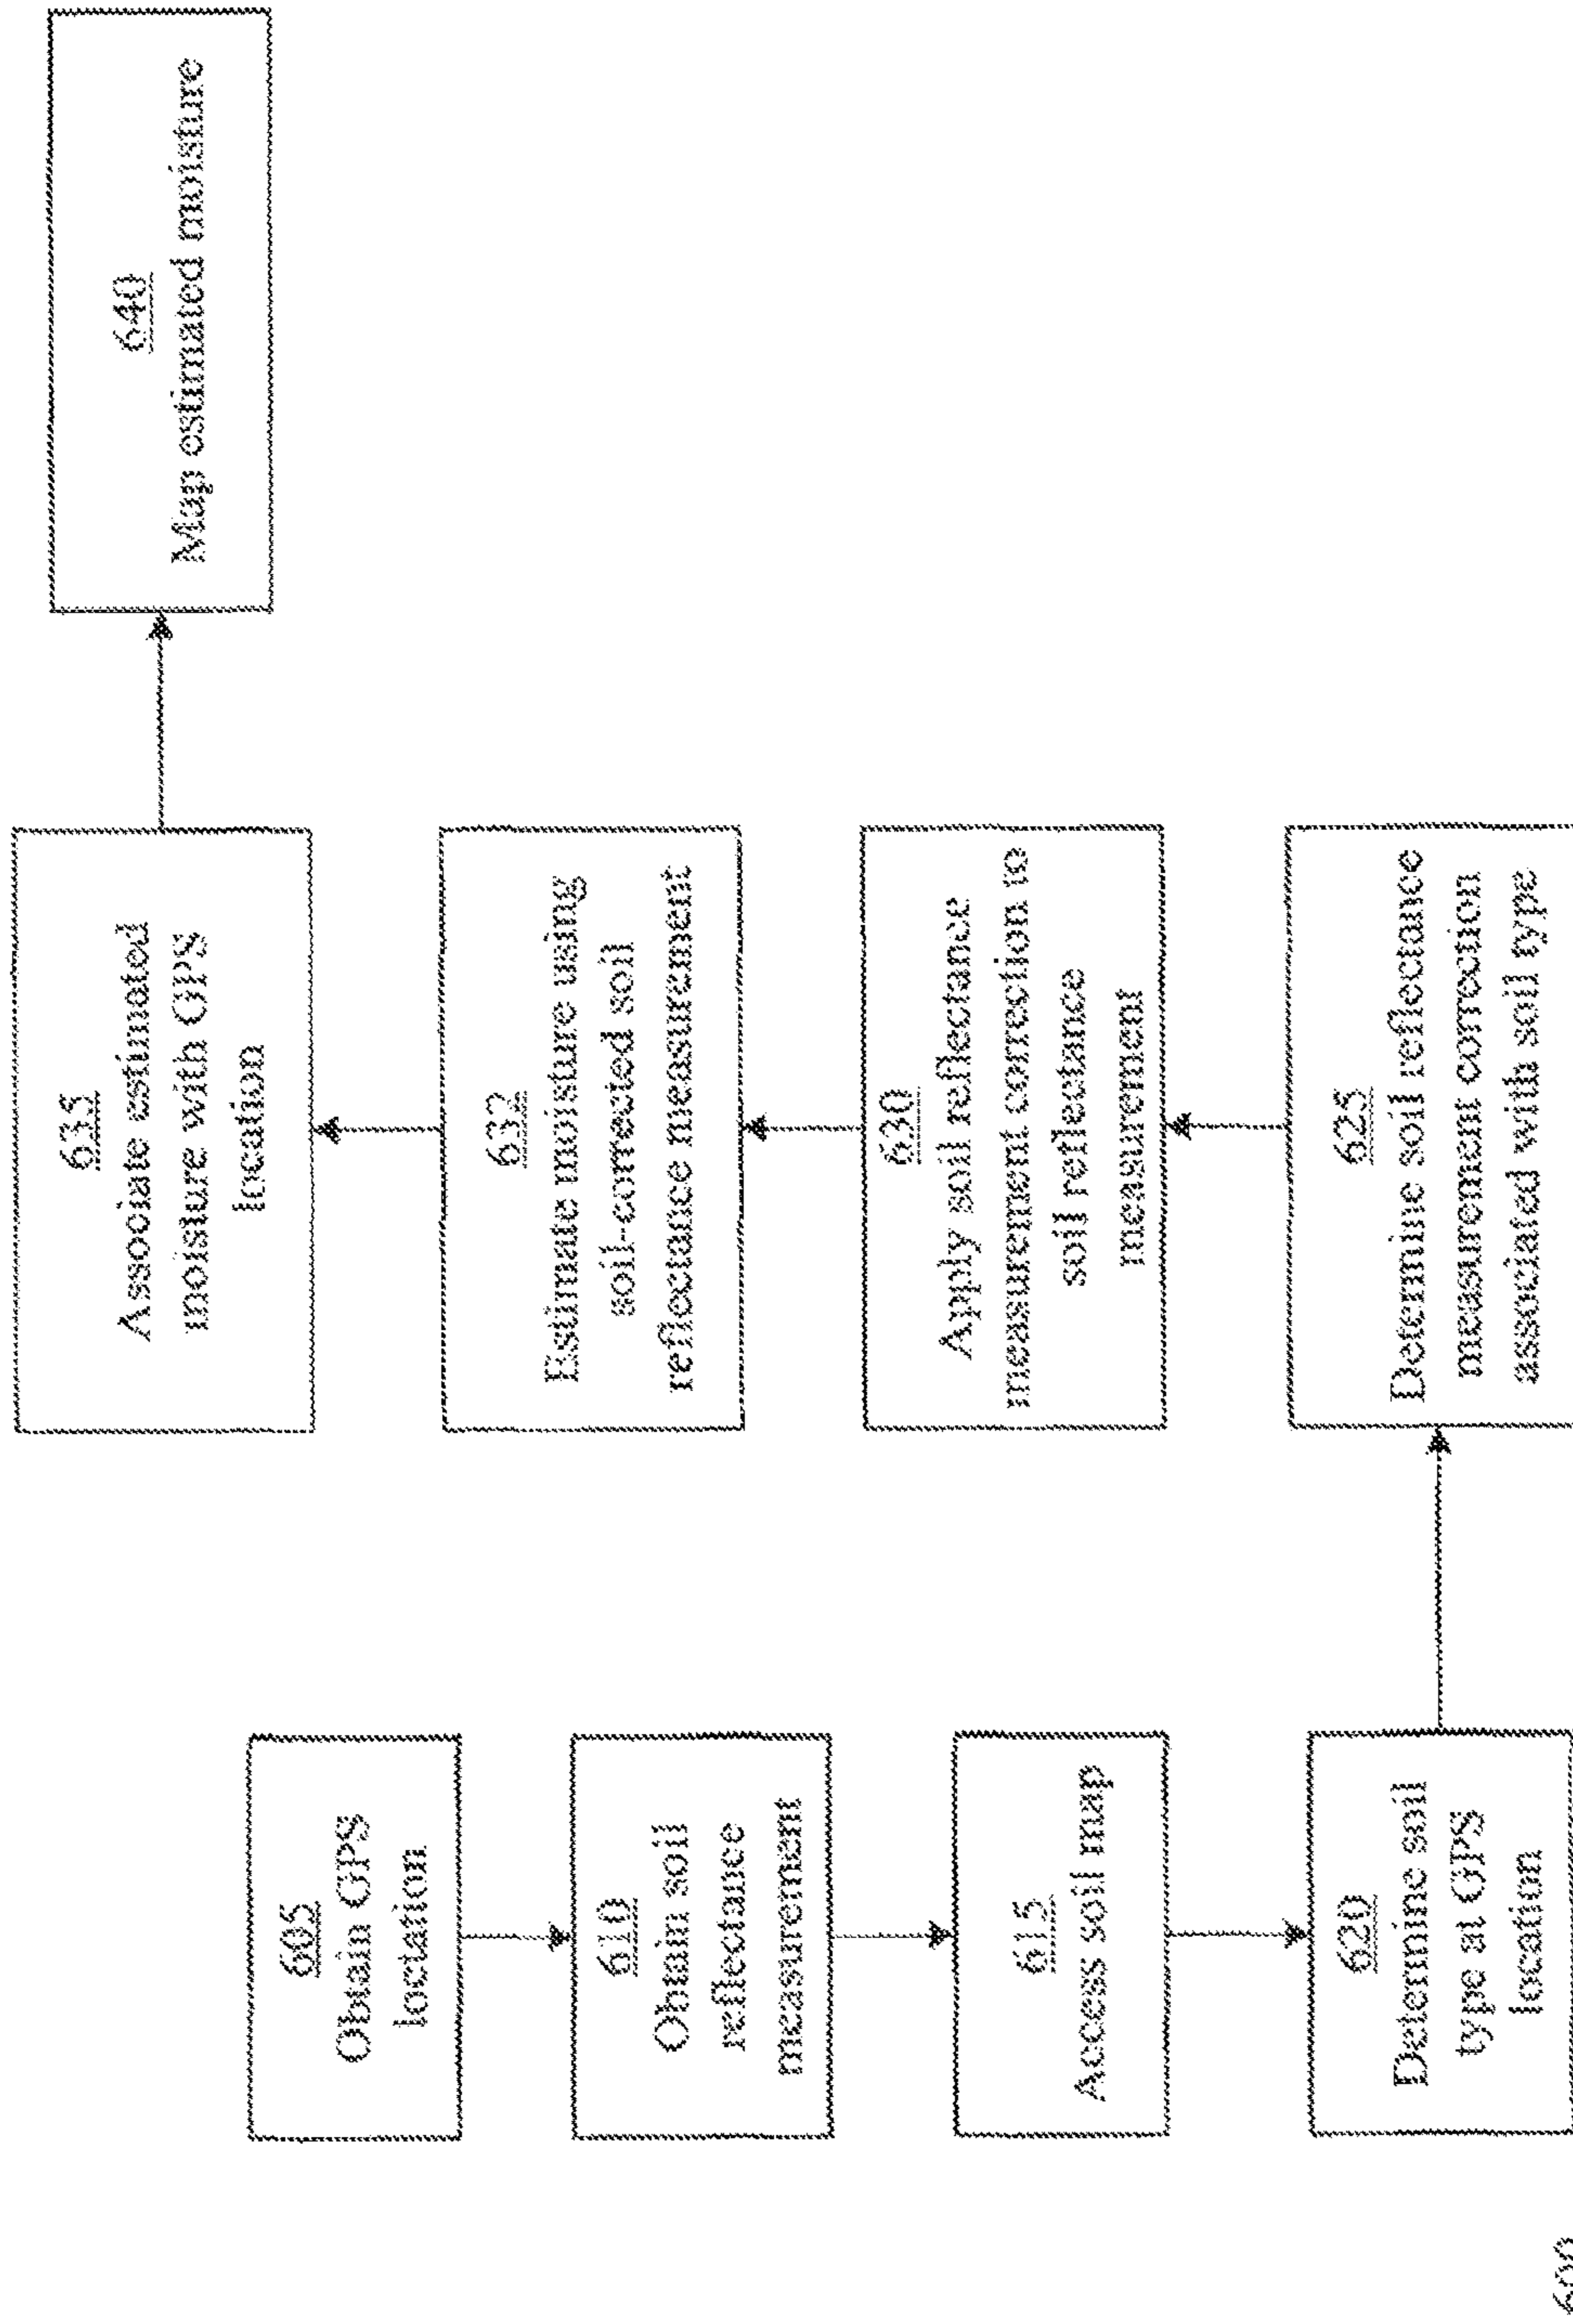 605
Obtain GPS
loctation
610
Obtain soil
reflectance
measurement
615
Access soil map
620
Determine soil
type at GPS
location
625
Determine soil reflectance
measurement correction
associated with soil type
630
Apply soil reflectance
measurement correction to
soil reflectance
measurement
632
Estimate moisture using
soil-corrected soil
reflectance measurement
635
Associate estimated
moisture with GPS
location
640
Map estimated moisture
600